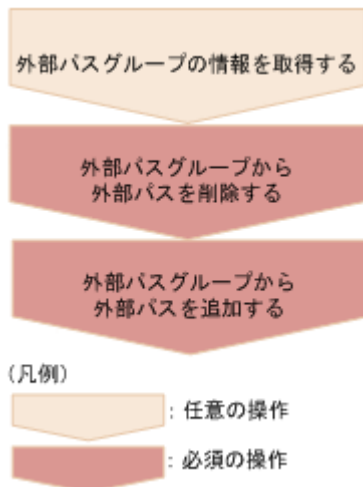 外部パスグループの情報を取得する
外部パスグループから
外部パスを削除する
外部パスグループから
外部パスを追加する
(凡例)
: 任意の操作
: 必須の操作